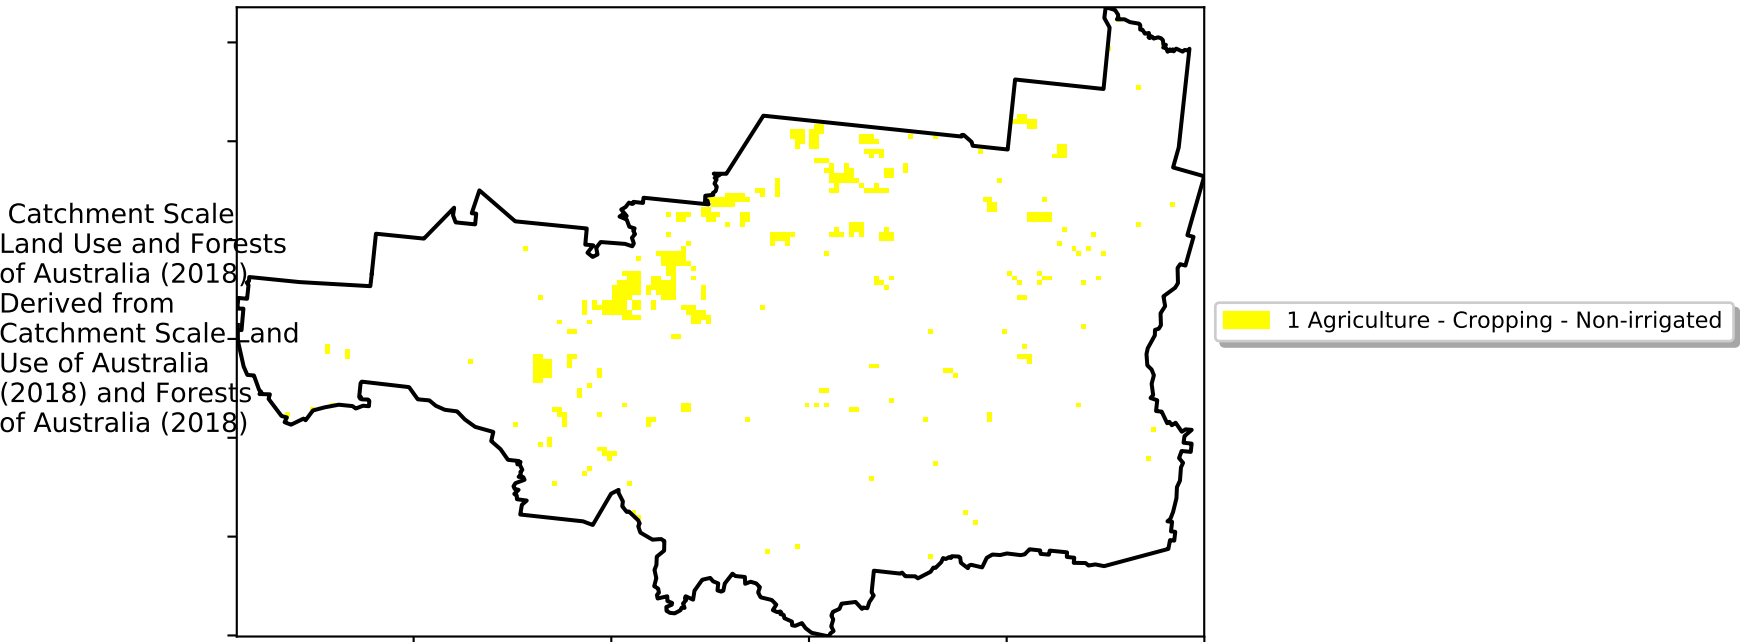 Catchment Scale
Land Use and Forests
of Australia (2018)
Derived from
Catchment Scale Land
Use of Australia
(2018) and Forests
of Australia (2018)
1 Agriculture - Cropping - Non-irrigated